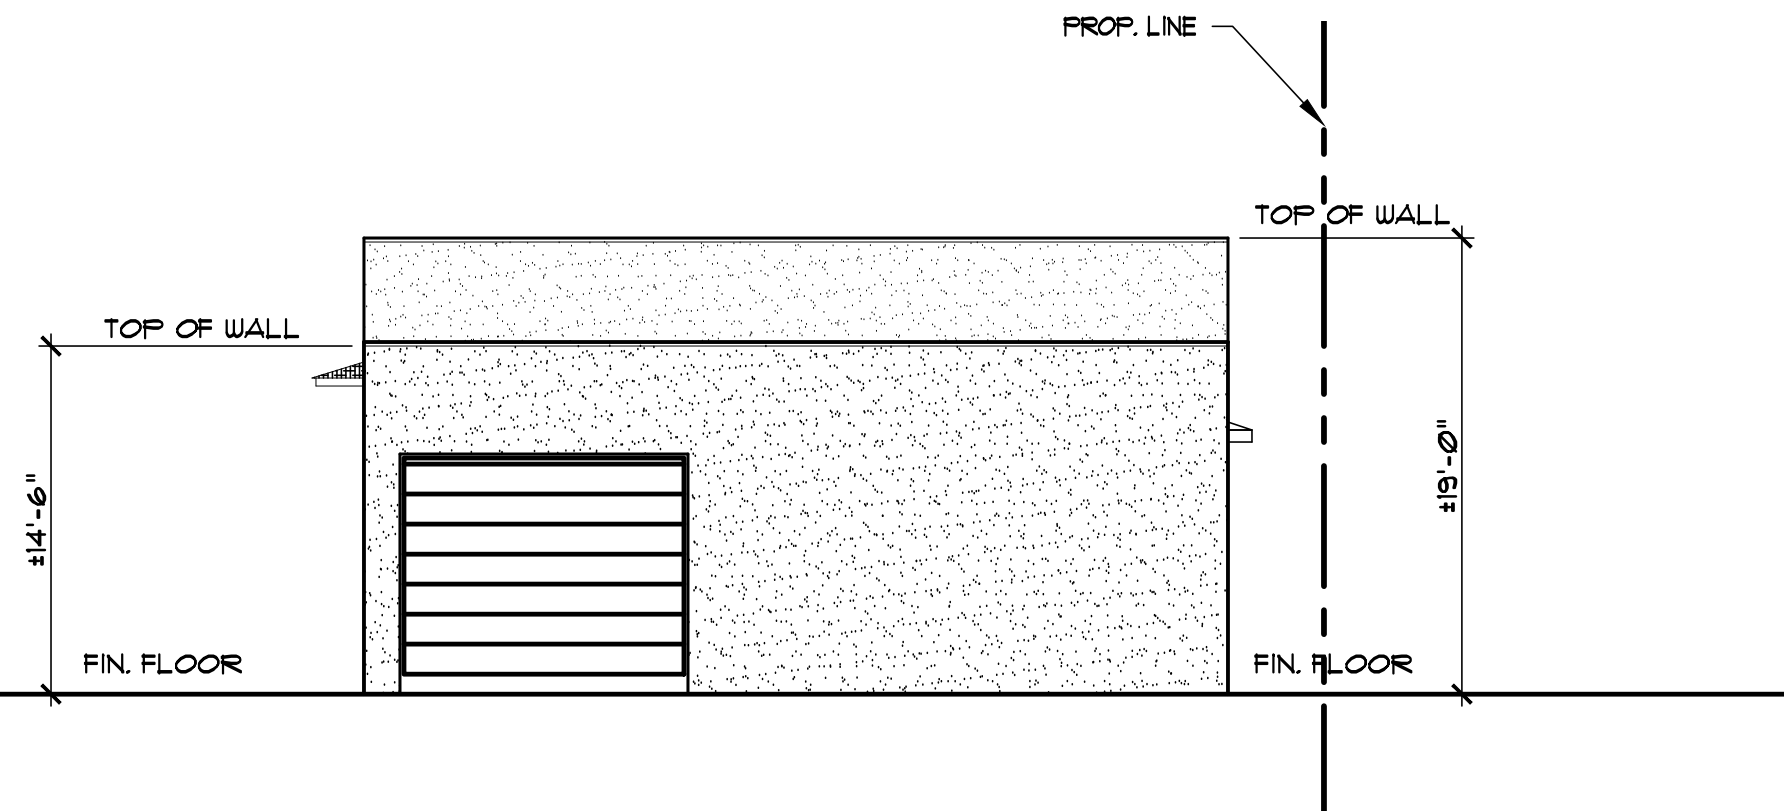 PROP. LINE
TOP OF WALL
TOP OF WALL
±14'-6"
±19'-0"
FIN. FLOOR
FIN. FLOOR